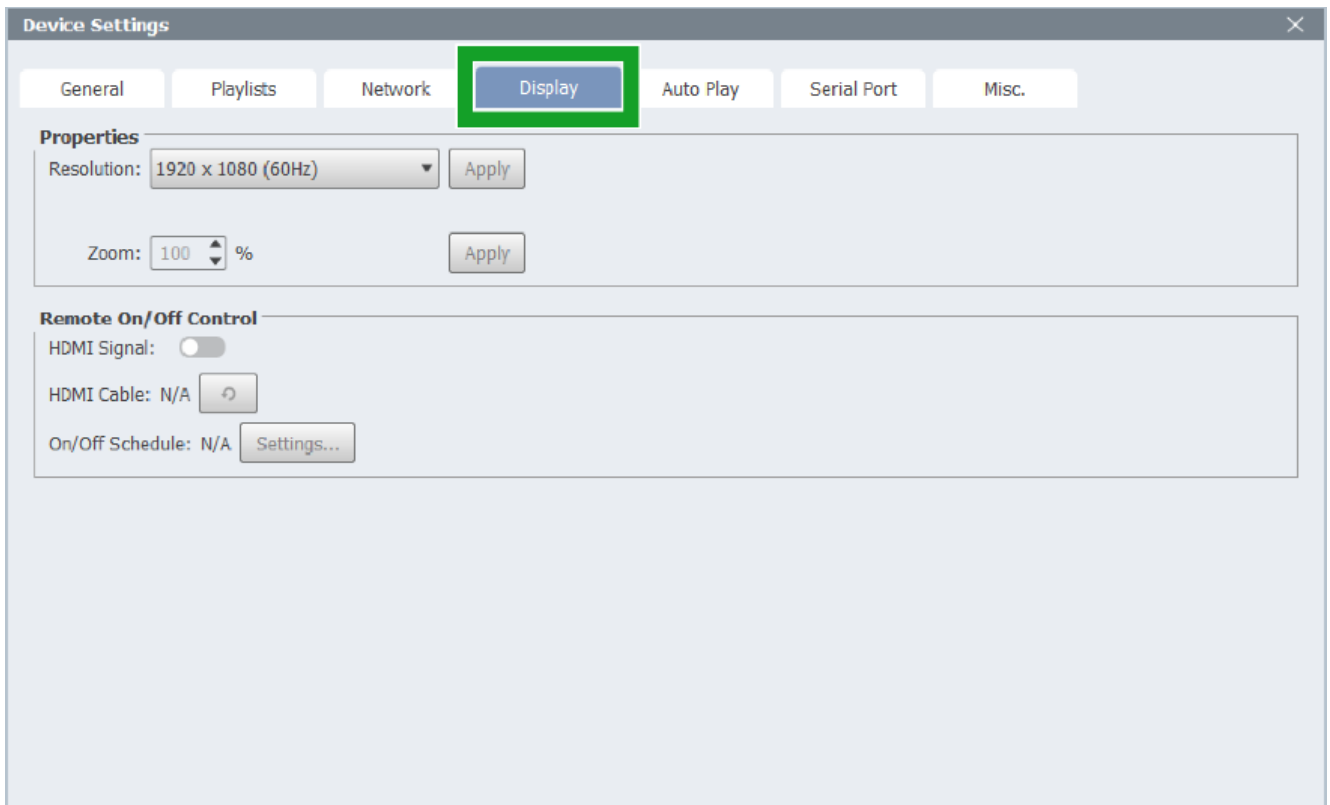 Device Settings
General Playlists Network Display Auto Play Serial Port Misc.
Properties
Resolution: 1920 x 1080 (60Hz) Apply
Zoom: 100 % Apply
Remote On/Off Control
HDMI Signal:
HDMI Cable: N/A
On/Off Schedule: N/A Settings...